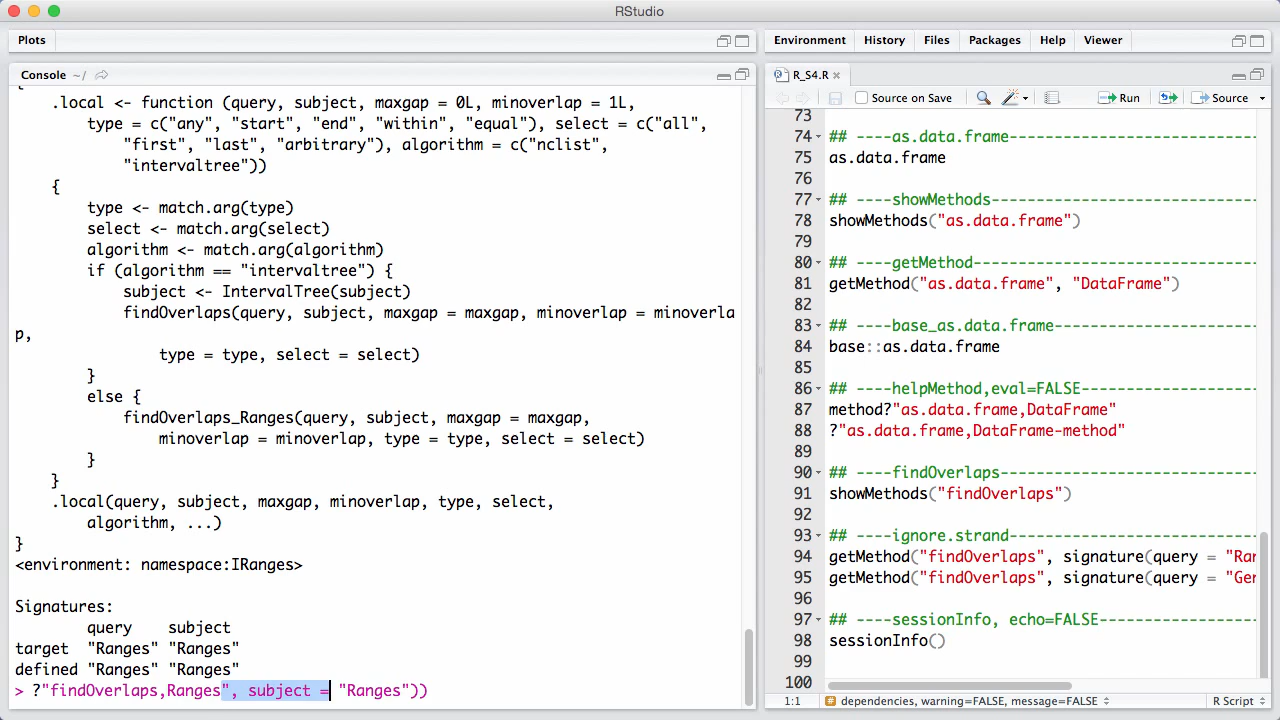 RStudio
Plots
Console ~/
{
    .local <- function (query, subject, maxgap = 0L, minoverlap = 1L,
        type = c("any", "start", "end", "within", "equal"), select = c("all",
            "first", "last", "arbitrary"), algorithm = c("nclist",
            "intervaltree"))
    {
        type <- match.arg(type)
        select <- match.arg(select)
        algorithm <- match.arg(algorithm)
        if (algorithm == "intervaltree") {
            subject <- IntervalTree(subject)
            findOverlaps(query, subject, maxgap = maxgap, minoverlap = minoverla
p,
                type = type, select = select)
        }
        else {
            findOverlaps_Ranges(query, subject, maxgap = maxgap,
                minoverlap = minoverlap, type = type, select = select)
        }
    }
    .local(query, subject, maxgap, minoverlap, type, select,
        algorithm, ...)
}
<environment: namespace:IRanges>
Signatures:
        query    subject
target  "Ranges" "Ranges"
defined "Ranges" "Ranges"
> ?"findOverlaps,Ranges", subject = "Ranges"))
Environment History Files Packages Help Viewer
R_S4.R
Source on Save Run Source
73
74 ## ----as.data.frame----------------------------
75 as.data.frame
76
77 ## ----showMethods------------------------------
78 showMethods("as.data.frame")
79
80 ## ----getMethod--------------------------------
81 getMethod("as.data.frame", "DataFrame")
82
83 ## ----base_as.data.frame-----------------------
84 base::as.data.frame
85
86 ## ----helpMethod,eval=FALSE--------------------
87 method?"as.data.frame,DataFrame"
88 ?"as.data.frame,DataFrame-method"
89
90 ## ----findOverlaps-----------------------------
91 showMethods("findOverlaps")
92
93 ## ----ignore.strand----------------------------
94 getMethod("findOverlaps", signature(query = "Ran
95 getMethod("findOverlaps", signature(query = "Gen
96
97 ## ----sessionInfo, echo=FALSE------------------
98 sessionInfo()
99
100
1:1 # dependencies, warning=FALSE, message=FALSE R Script